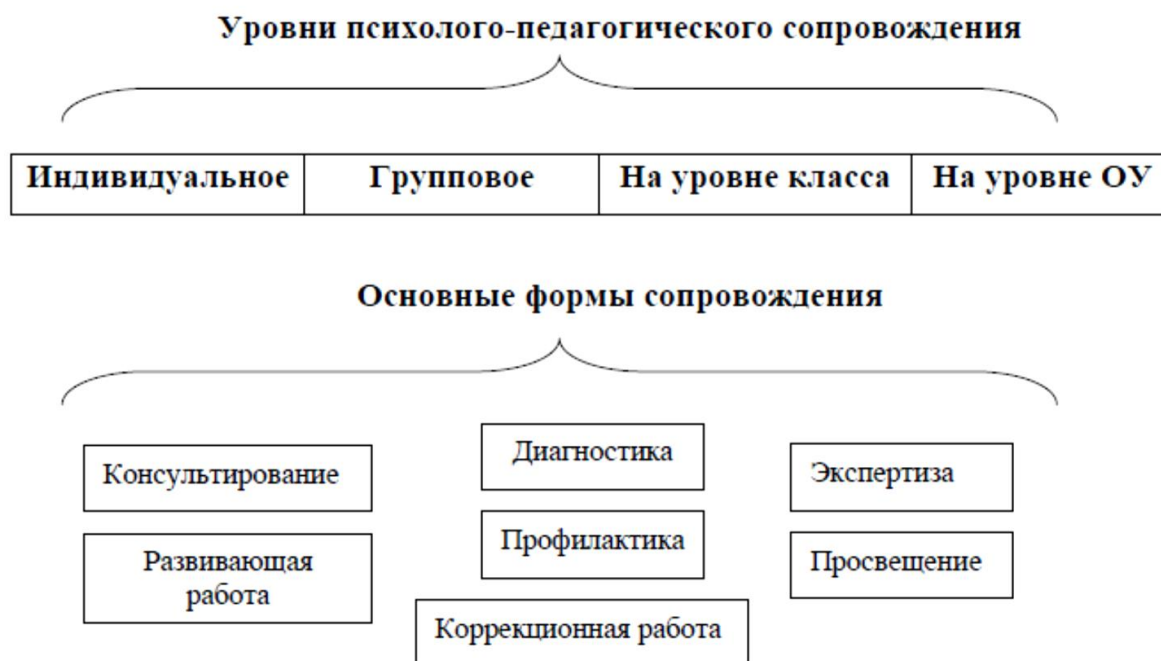 Уровни психолого-педагогического сопровождения
Индивидуальное
Групповое
На уровне класса
На уровне ОУ
Основные формы сопровождения
Консультирование
Развивающая
работа
Диагностика
Профилактика
Коррекционная работа
Экспертиза
Просвещение